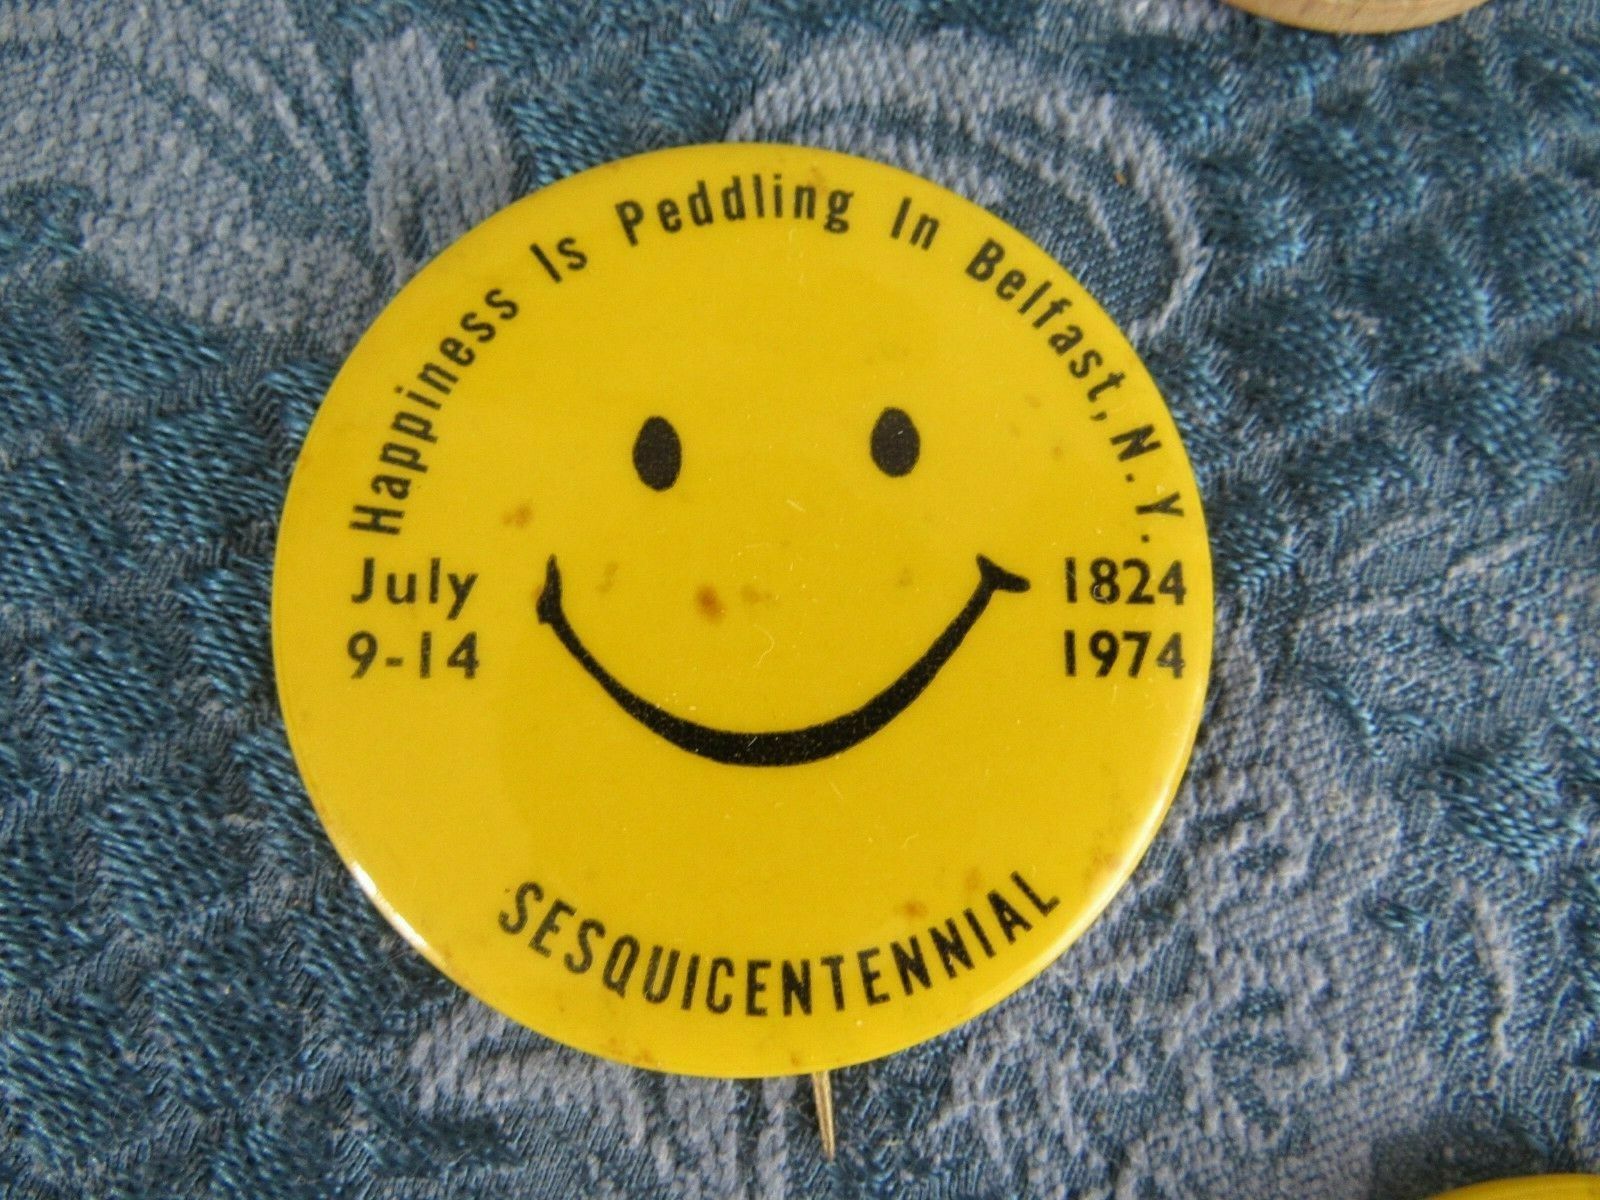 Happiness Is Peddling In Belfast, N.Y.
July
9-14
1824
1974
SESQUICENTENNIAL